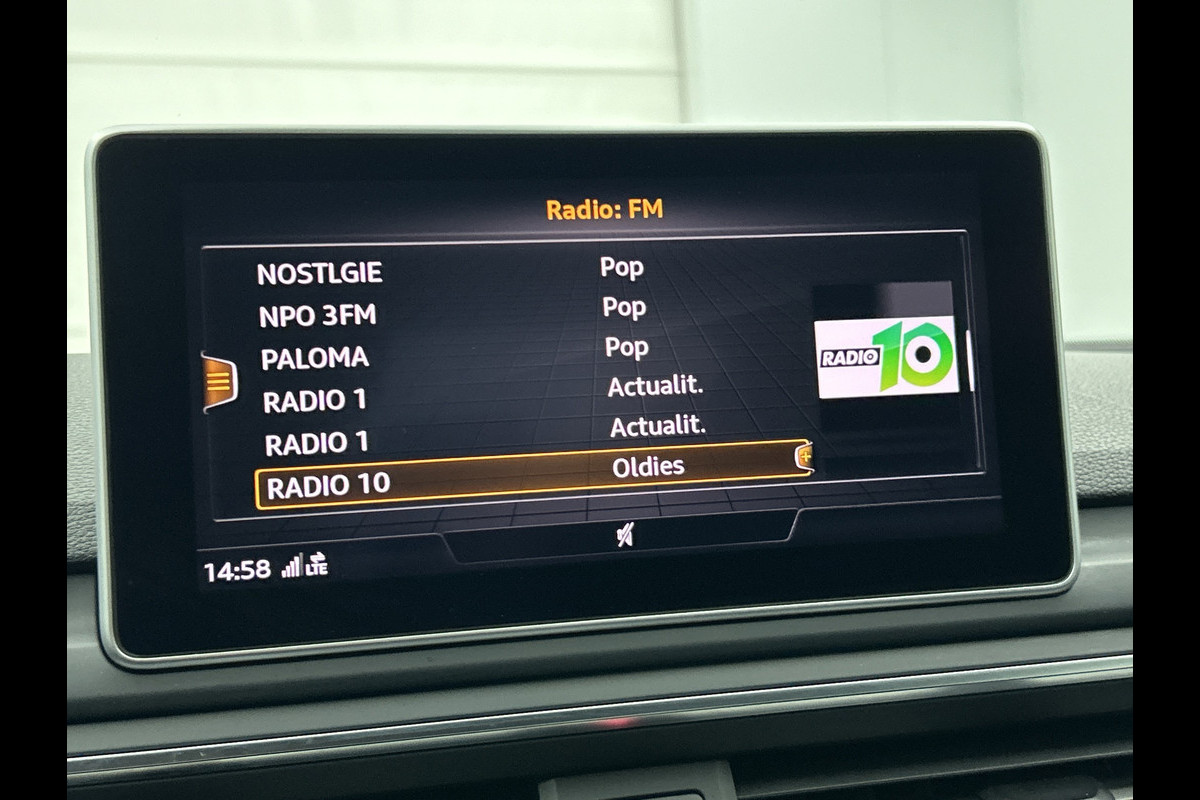 Radio: FM
NOSTLGIE Pop
NPO 3FM Pop
PALOMA Pop
RADIO 1 Actualit.
RADIO 1 Actualit.
RADIO 10 Oldies
RADIO 10
14:58 LTE